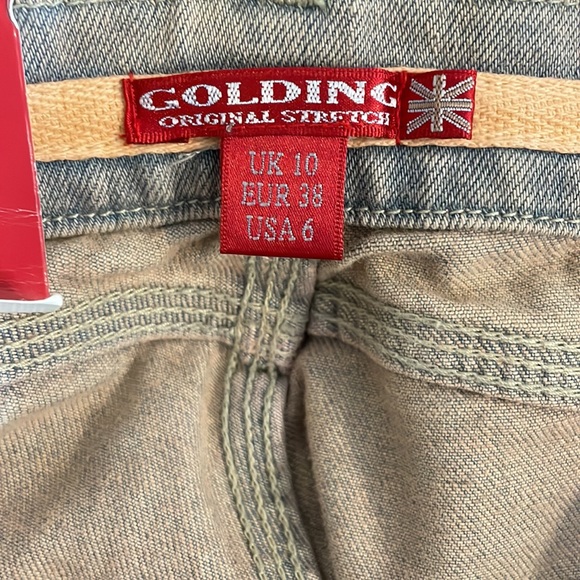 GOLDING
ORIGINAL STRETCH
UK 10
EUR 38
USA 6